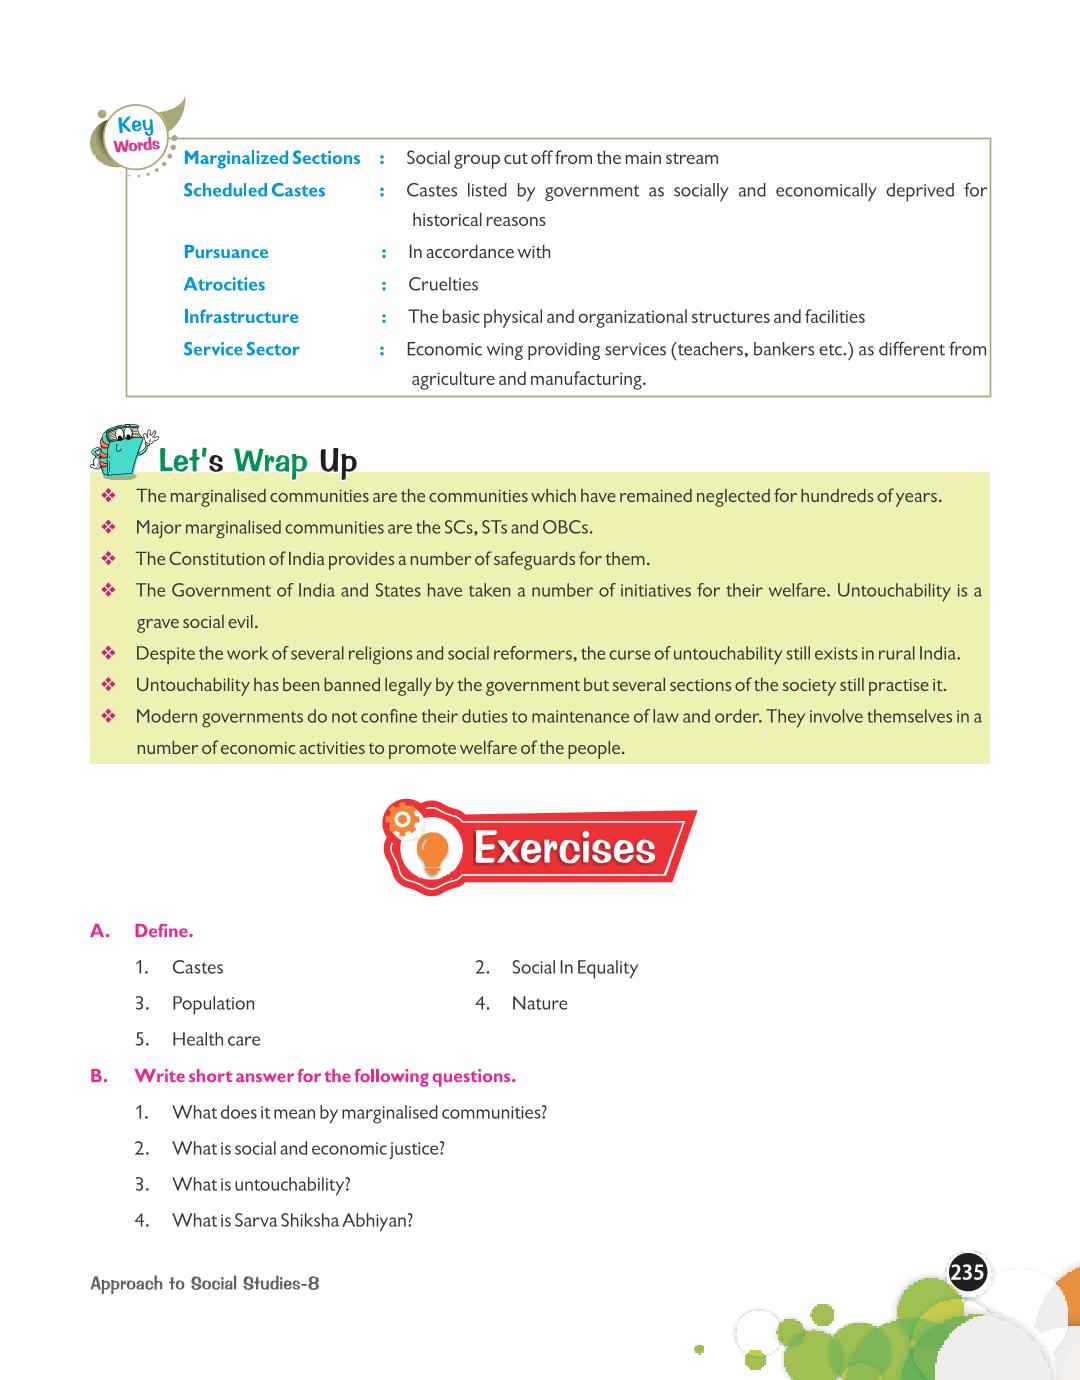 Key
Words
Marginalized Sections : Social group cut off from the main stream
Scheduled Castes : Castes listed by government as socially and economically deprived for
historical reasons
Pursuance : In accordance with
Atrocities : Cruelties
Infrastructure : The basic physical and organizational structures and facilities
Service Sector : Economic wing providing services (teachers, bankers etc.) as different from
agriculture and manufacturing.
Let's Wrap Up
❖ The marginalised communities are the communities which have remained neglected for hundreds of years.
❖ Major marginalised communities are the SCs, STs and OBCs.
❖ The Constitution of India provides a number of safeguards for them.
❖ The Government of India and States have taken a number of initiatives for their welfare. Untouchability is a
grave social evil.
❖ Despite the work of several religions and social reformers, the curse of untouchability still exists in rural India.
❖ Untouchability has been banned legally by the government but several sections of the society still practise it.
❖ Modern governments do not confine their duties to maintenance of law and order. They involve themselves in a
number of economic activities to promote welfare of the people.
Exercises
A. Define.
1. Castes 2. Social In Equality
3. Population 4. Nature
5. Health care
B. Write short answer for the following questions.
1. What does it mean by marginalised communities?
2. What is social and economic justice?
3. What is untouchability?
4. What is Sarva Shiksha Abhiyan?
Approach to Social Studies-8
235